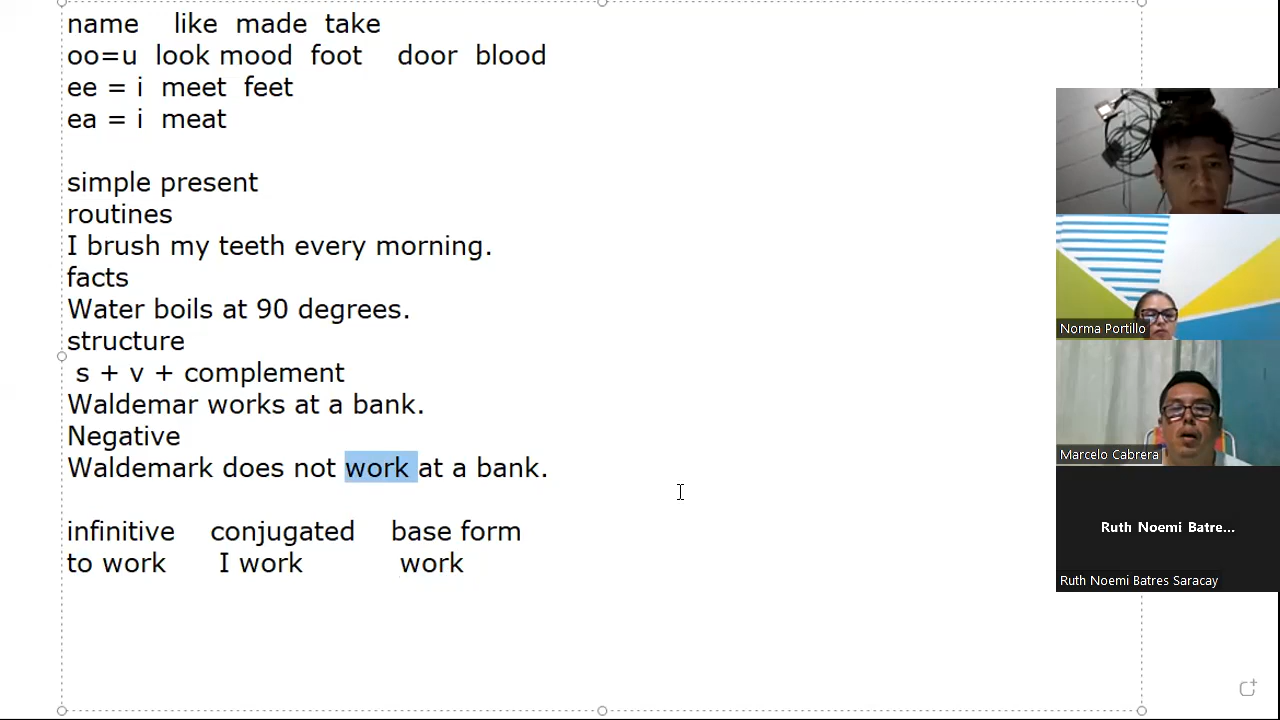 name like made take
oo=u look mood foot door blood
ee = i meet feet
ea = i meat
simple present
routines
I brush my teeth every morning.
facts
Water boils at 90 degrees.
structure
s + v + complement
Waldemar works at a bank.
Negative
Waldemark does not work at a bank.
infinitive conjugated base form
to work I work work
Norma Portillo
Marcelo Cabrera
Ruth Noemi Batre...
Ruth Noemi Batres Saracay